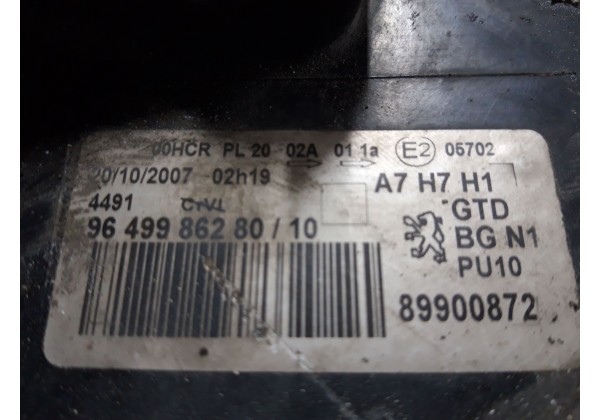 00HCR PL 20 02A 01 1a E2 05702
20/10/2007 02h19 A7 H7 H1
4491 GTD
96 499 862 80 / 10 BG N1
PU10
89900872